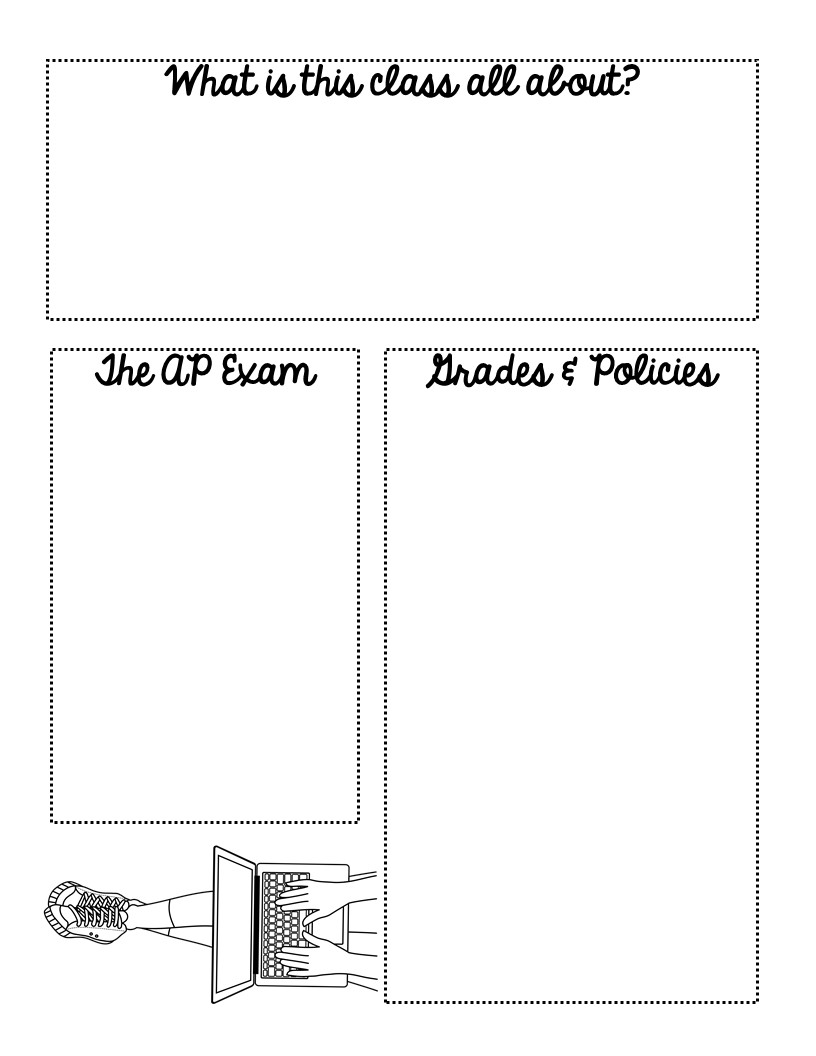 What is this class all about?
The AP Exam
Grades & Policies